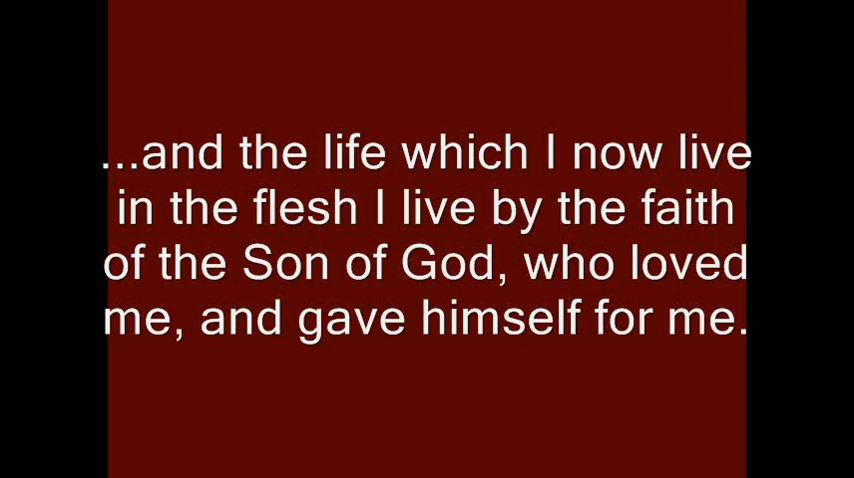 ...and the life which I now live
in the flesh I live by the faith
of the Son of God, who loved
me, and gave himself for me.